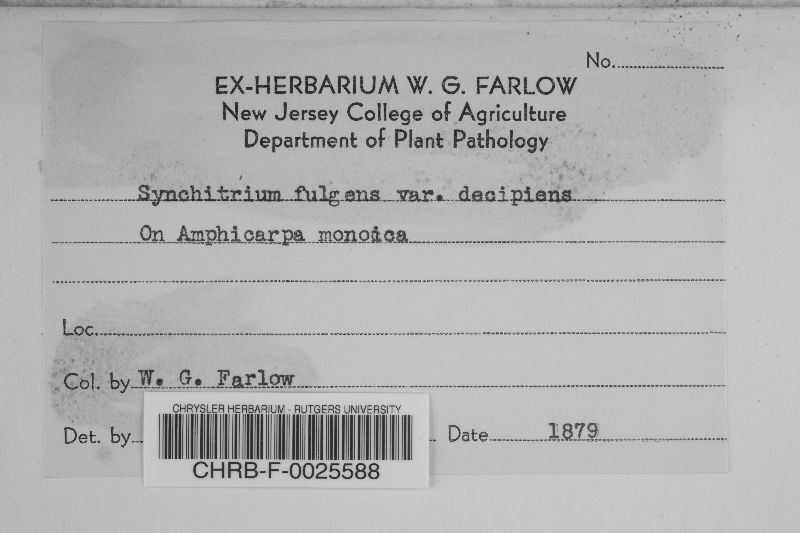 No.
EX-HERBARIUM W. G. FARLOW
New Jersey College of Agriculture
Department of Plant Pathology
Synchitrium fulgens var. decipiens
On Amphicarpa monoica
Loc.
Col. by W. G. Farlow
CHRYSLER HERBARIUM - RUTGERS UNIVERSITY
Det. by
Date 1879
CHRB-F-0025588